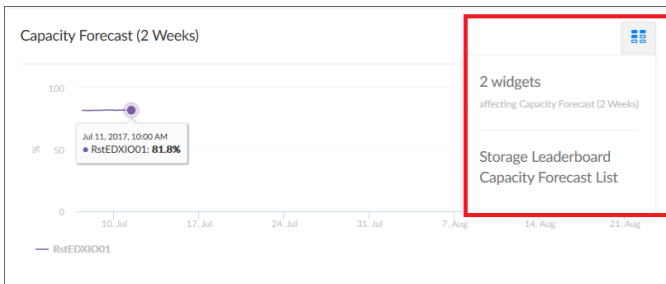 Capacity Forecast (2 Weeks)
2 widgets
affecting Capacity Forecast (2 Weeks)
Storage Leaderboard
Capacity Forecast List
100
Jul 11, 2017, 10:00 AM
● RstEDXIO01: 81.8%
%
50
0
10. Jul
17. Jul
24. Jul
31. Jul
7. Aug
14. Aug
21. Aug
RstEDXIO01